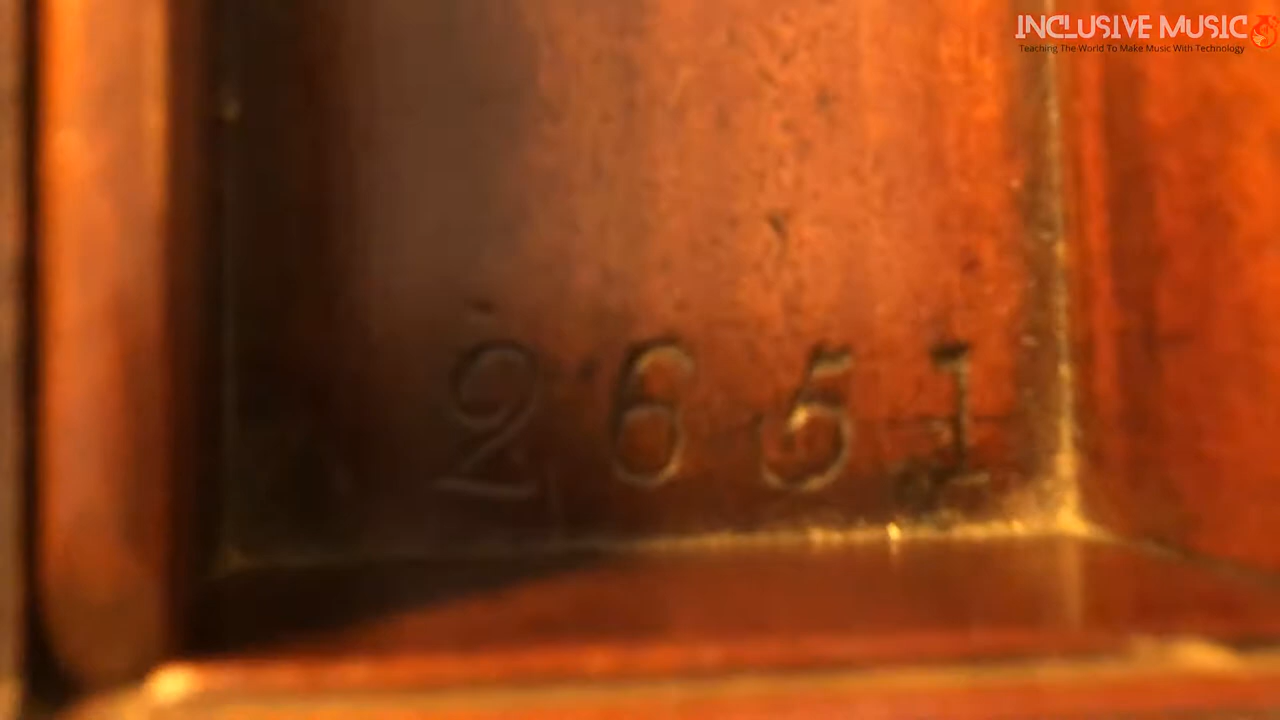 INCLUSIVE MUSIC
Teaching The World To Make Music With Technology
2651